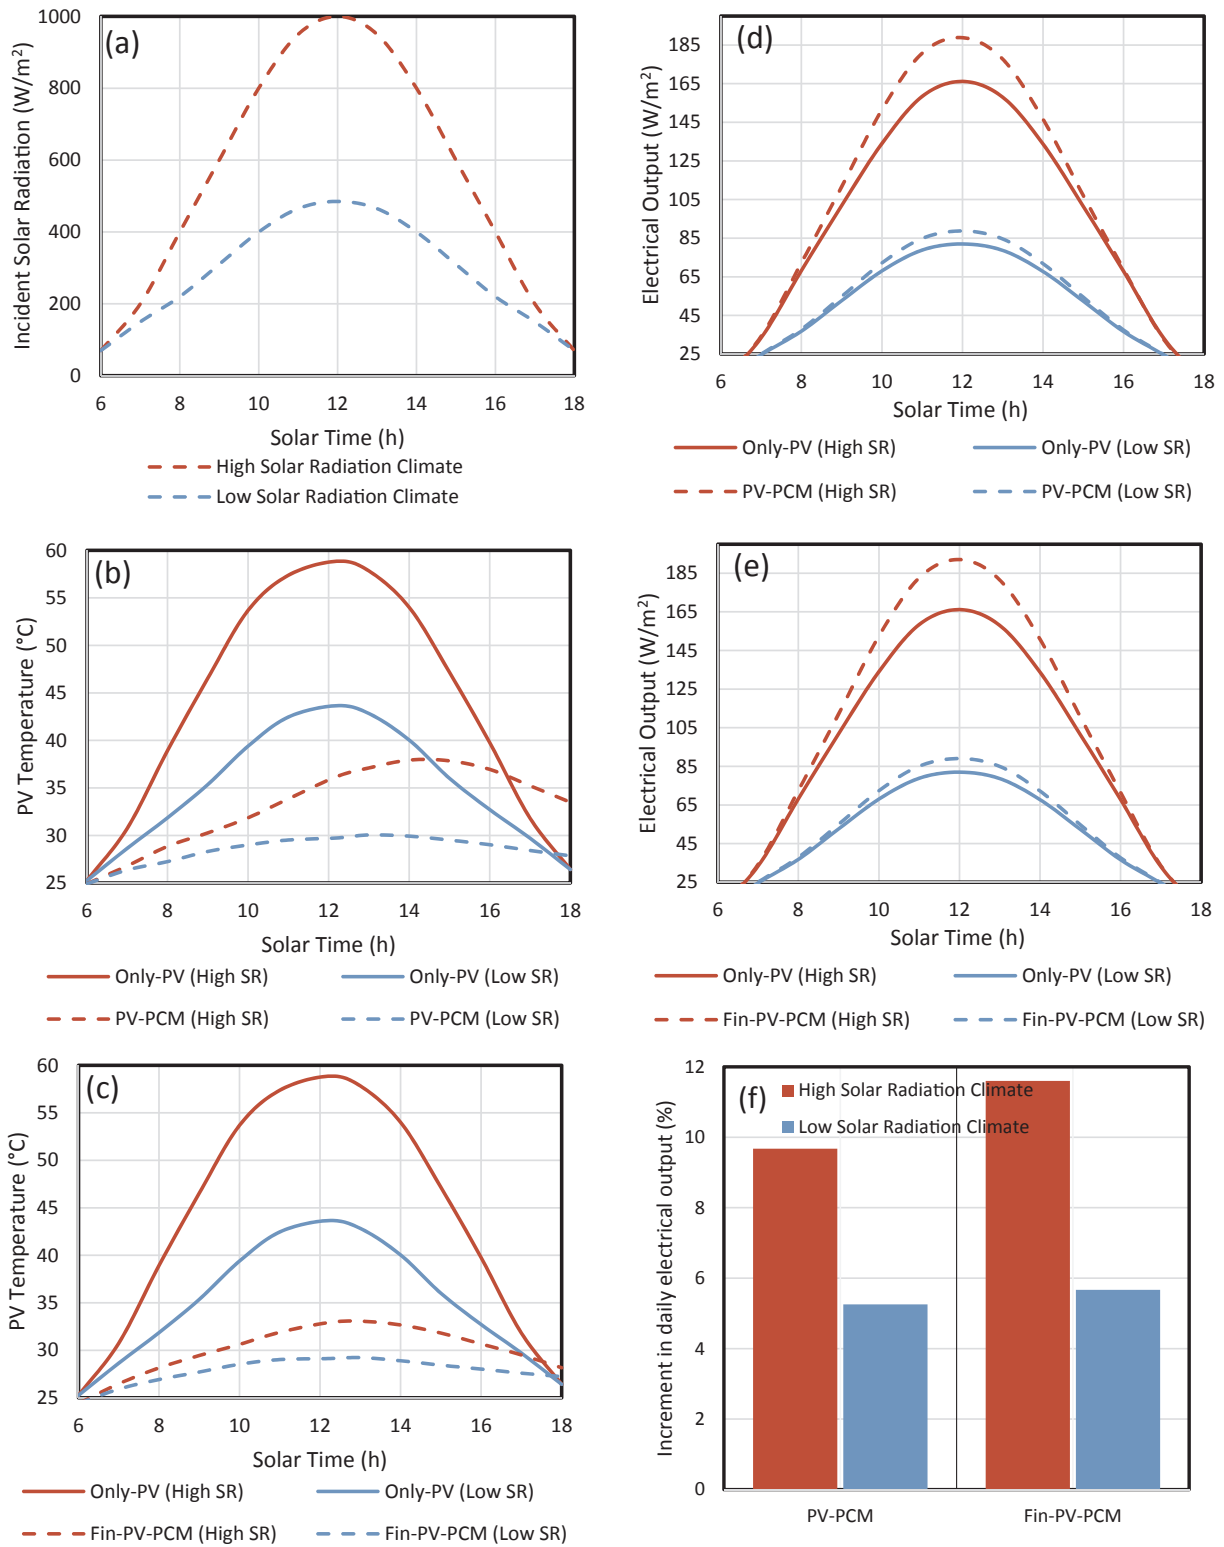 (a)
Incident Solar Radiation (W/m²)
1000
800
600
400
200
0
6 8 10 12 14 16 18
Solar Time (h)
High Solar Radiation Climate
Low Solar Radiation Climate
(b)
PV Temperature (°C)
60
55
50
45
40
35
30
25
6 8 10 12 14 16 18
Solar Time (h)
Only-PV (High SR) Only-PV (Low SR)
PV-PCM (High SR) PV-PCM (Low SR)
(c)
PV Temperature (°C)
60
55
50
45
40
35
30
25
6 8 10 12 14 16 18
Solar Time (h)
Only-PV (High SR) Only-PV (Low SR)
Fin-PV-PCM (High SR) Fin-PV-PCM (Low SR)
(d)
Electrical Output (W/m²)
185
165
145
125
105
85
65
45
25
6 8 10 12 14 16 18
Solar Time (h)
Only-PV (High SR) Only-PV (Low SR)
PV-PCM (High SR) PV-PCM (Low SR)
(e)
Electrical Output (W/m²)
185
165
145
125
105
85
65
45
25
6 8 10 12 14 16 18
Solar Time (h)
Only-PV (High SR) Only-PV (Low SR)
Fin-PV-PCM (High SR) Fin-PV-PCM (Low SR)
(f)
High Solar Radiation Climate
Low Solar Radiation Climate
Increment in daily electrical output (%)
12
10
8
6
4
2
0
PV-PCM Fin-PV-PCM